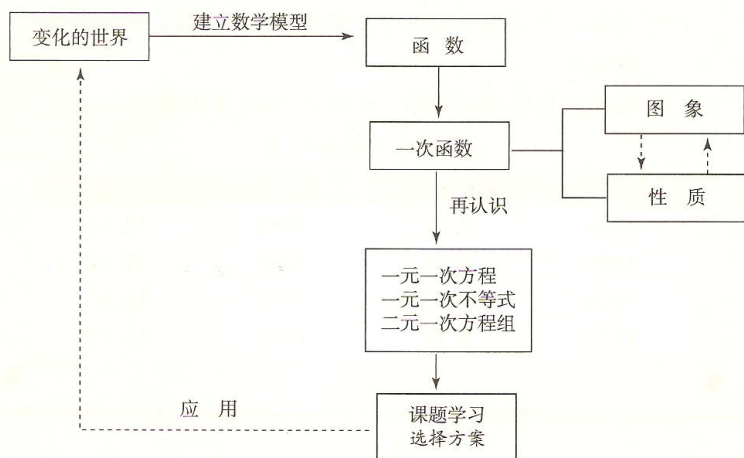 变化的世界
建立数学模型
函 数
图 象
一次函数
性 质
再认识
一元一次方程
一元一次不等式
二元一次方程组
应 用
课题学习
选择方案